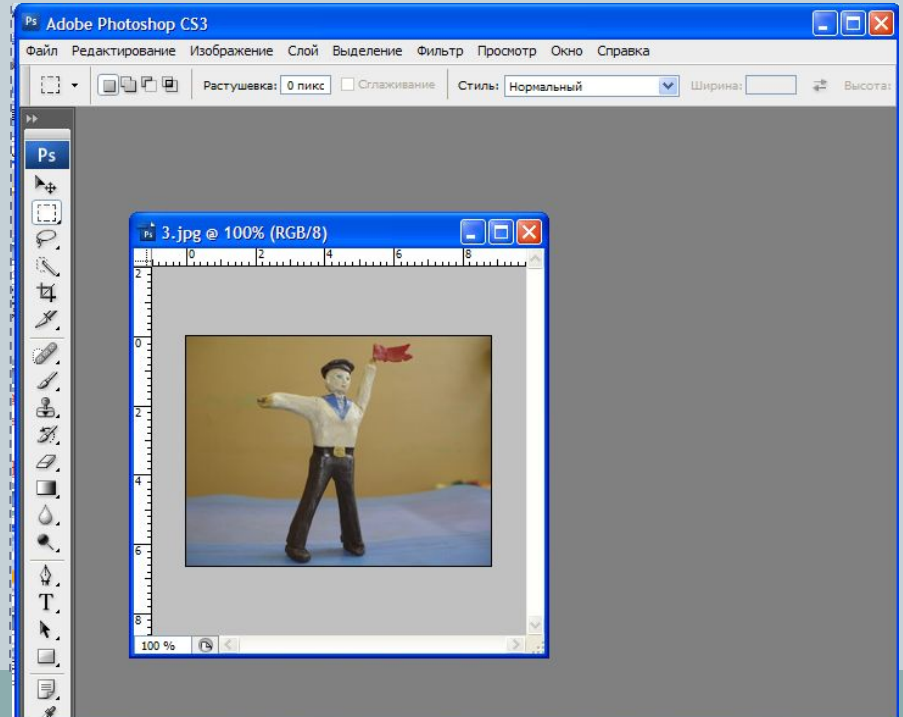 Ps Adobe Photoshop CS3
Файл Редактирование Изображение Слой Выделение Фильтр Просмотр Окно Справка
Растушевка: 0 пикс Сглаживание Стиль: Нормальный Ширина: Высота:
Ps
Ps 3.jpg @ 100% (RGB/8)
0 2 4 6 8
2
0
2
4
6
8
T
100 %